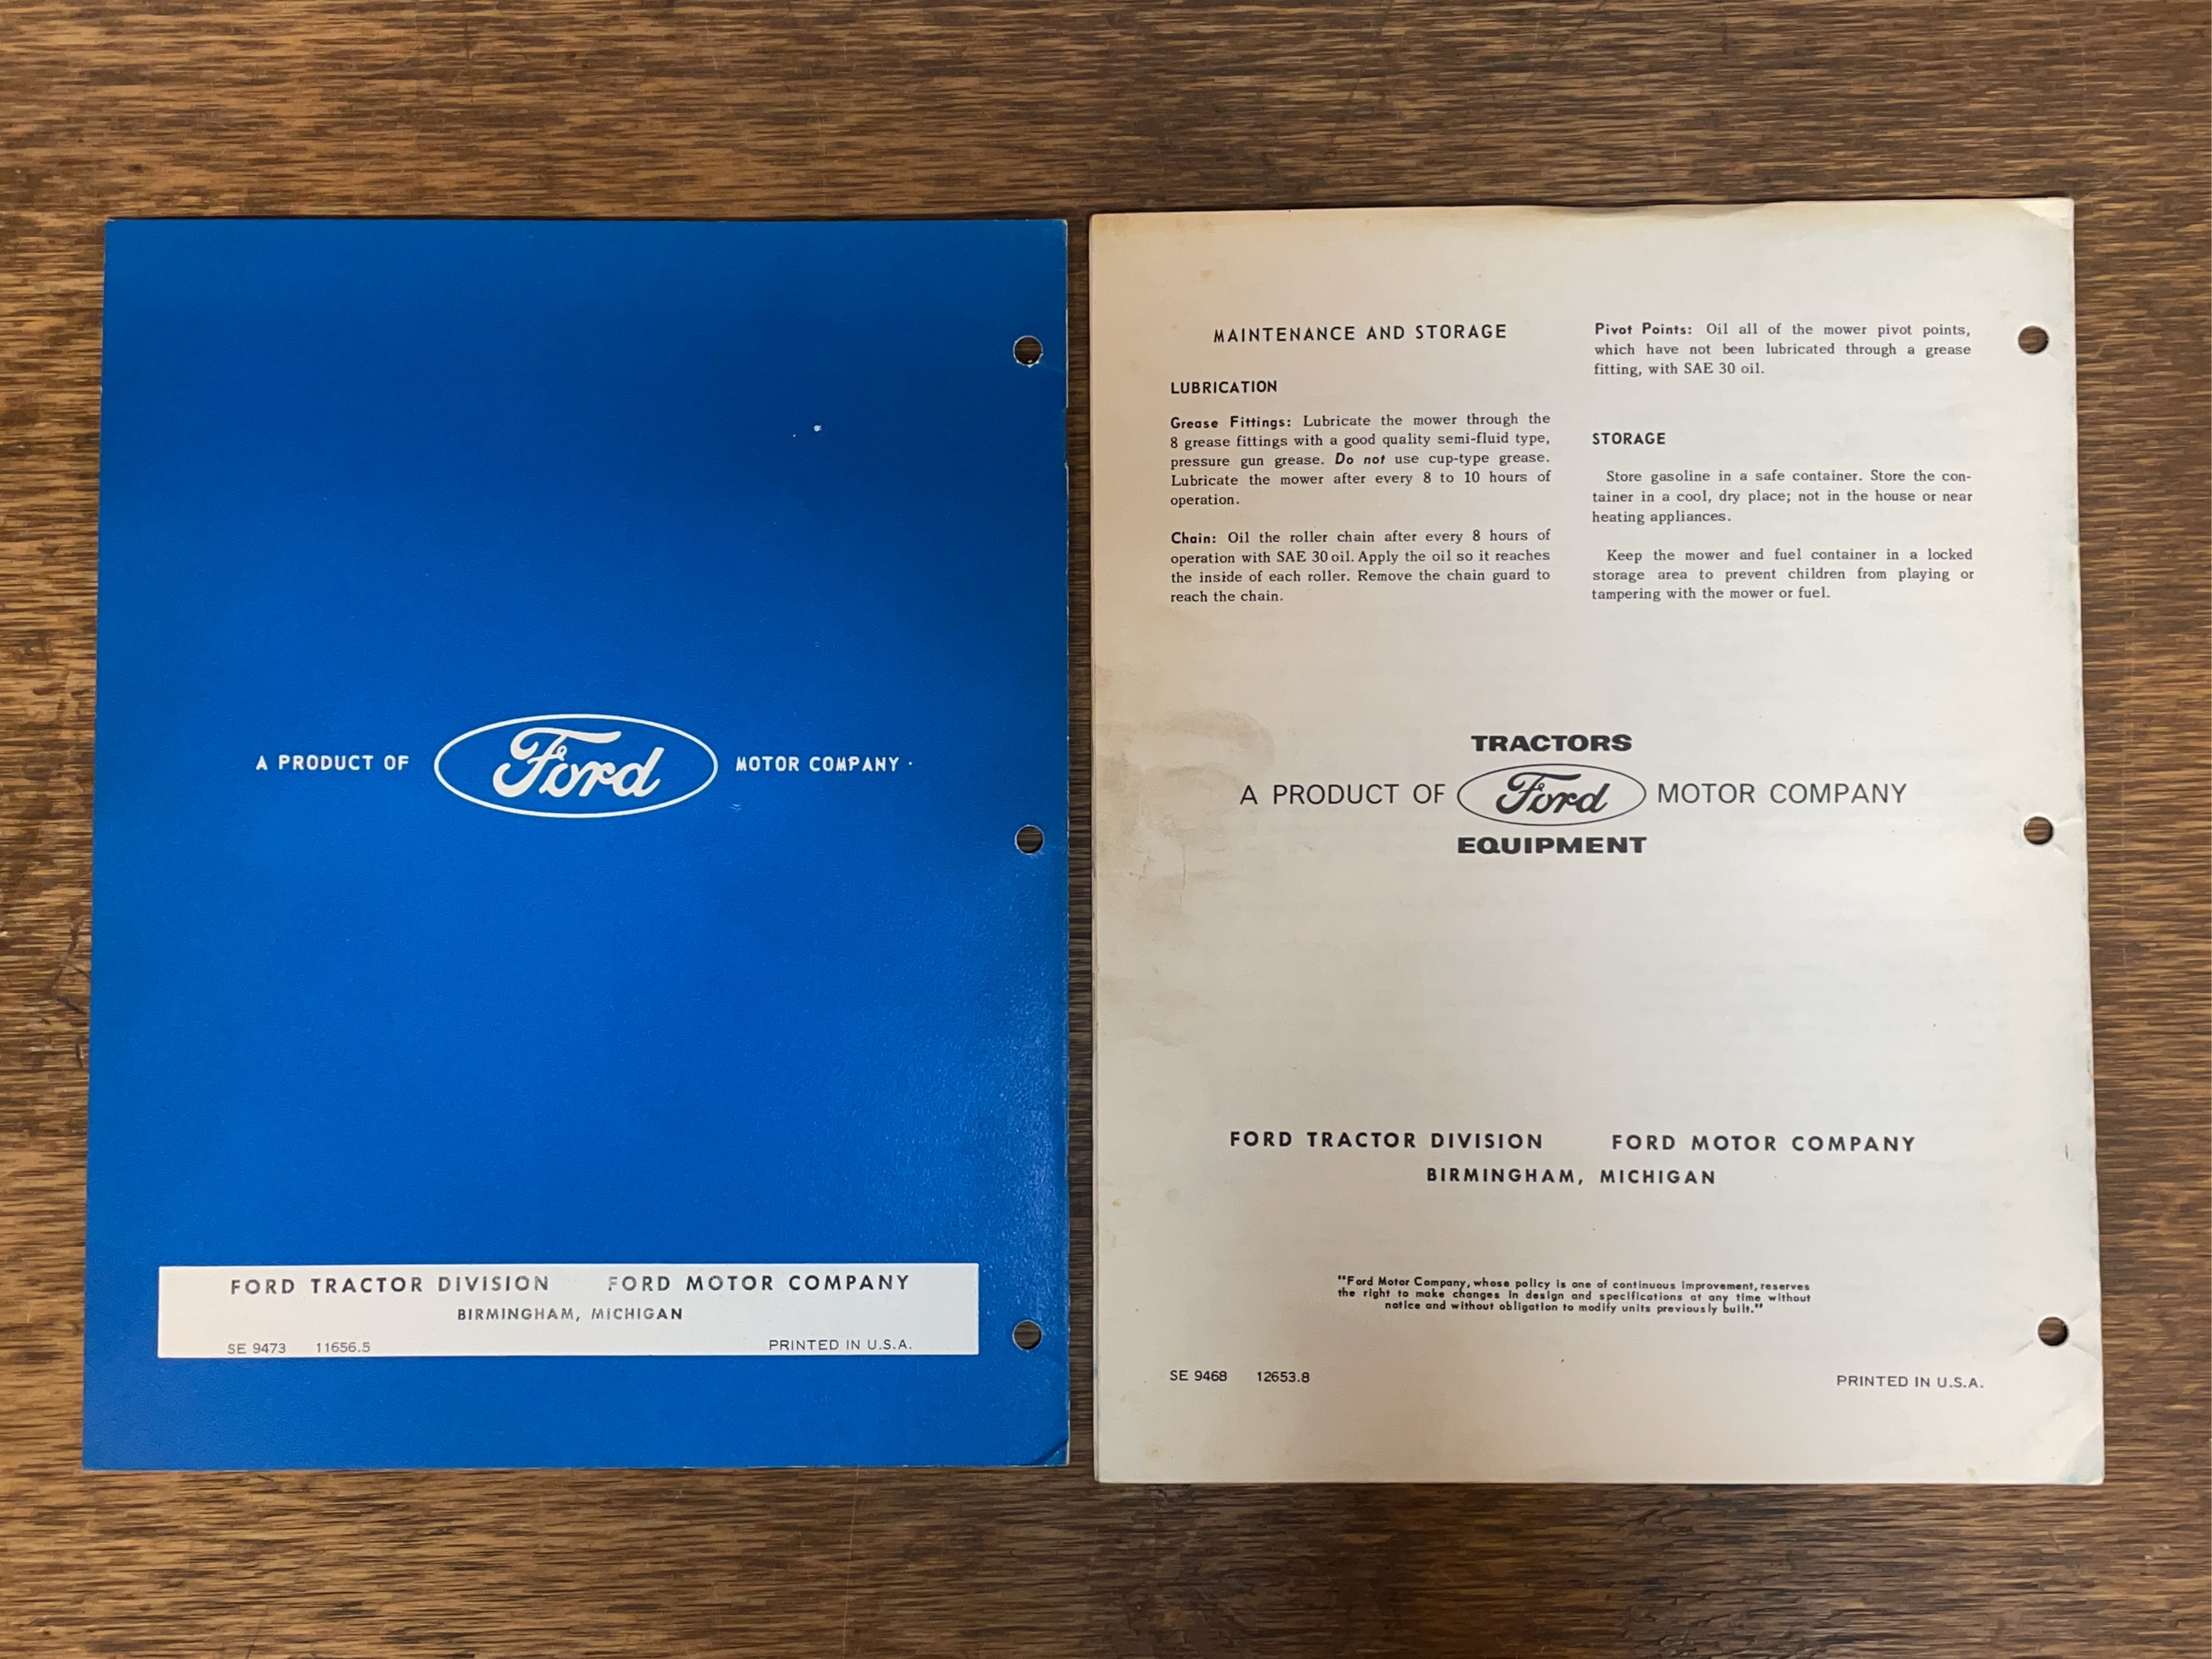 A PRODUCT OF Ford MOTOR COMPANY
FORD TRACTOR DIVISION FORD MOTOR COMPANY
BIRMINGHAM, MICHIGAN
SE 9473 11656.5 PRINTED IN U.S.A.
MAINTENANCE AND STORAGE
LUBRICATION
Grease Fittings: Lubricate the mower through the
8 grease fittings with a good quality semi-fluid type,
pressure gun grease. Do not use cup-type grease.
Lubricate the mower after every 8 to 10 hours of
operation.
Chain: Oil the roller chain after every 8 hours of
operation with SAE 30 oil. Apply the oil so it reaches
the inside of each roller. Remove the chain guard to
reach the chain.
Pivot Points: Oil all of the mower pivot points,
which have not been lubricated through a grease
fitting, with SAE 30 oil.
STORAGE
Store gasoline in a safe container. Store the con-
tainer in a cool, dry place; not in the house or near
heating appliances.
Keep the mower and fuel container in a locked
storage area to prevent children from playing or
tampering with the mower or fuel.
TRACTORS
A PRODUCT OF Ford MOTOR COMPANY
EQUIPMENT
FORD TRACTOR DIVISION FORD MOTOR COMPANY
BIRMINGHAM, MICHIGAN
"Ford Motor Company, whose policy is one of continuous improvement, reserves
the right to make changes in design and specifications at any time without
notice and without obligation to modify units previously built."
SE 9468 12653.8 PRINTED IN U.S.A.